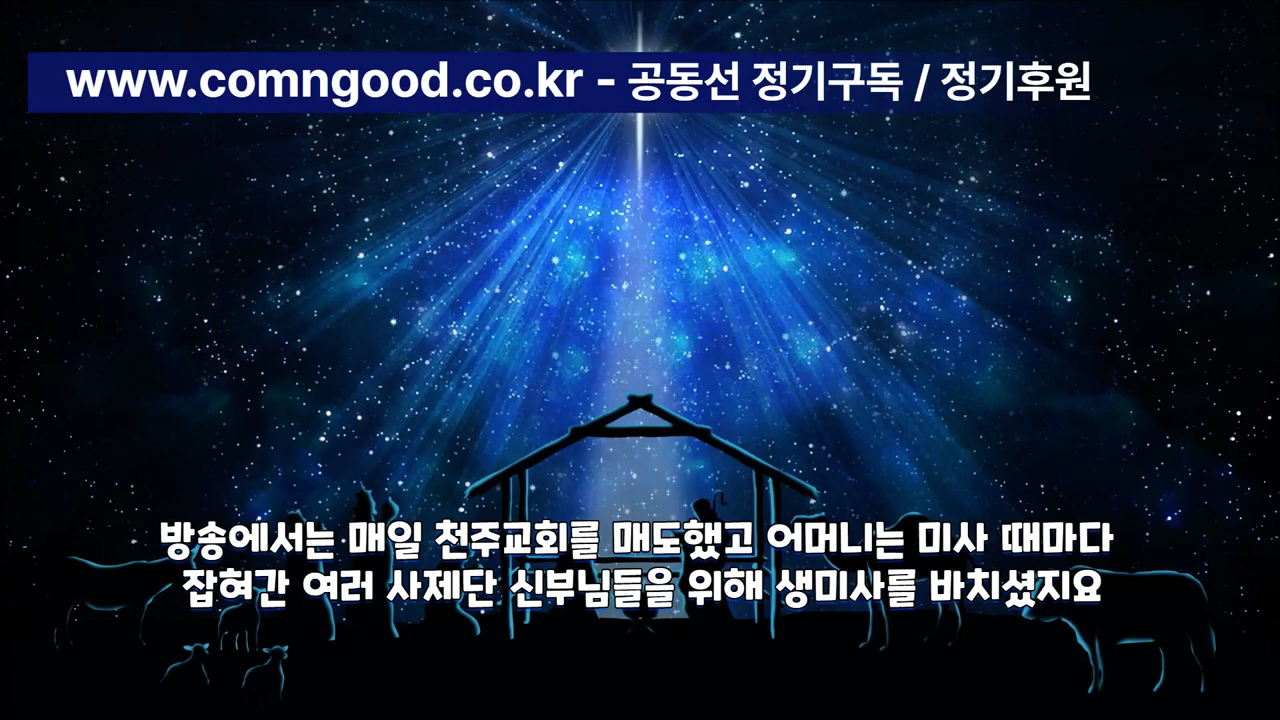 www.comngood.co.kr - 공동선 정기구독 / 정기후원
방송에서는 매일 천주교회를 매도했고 어머니는 미사 때마다
잡혀간 여러 사제단 신부님들을 위해 생미사를 바치셨지요